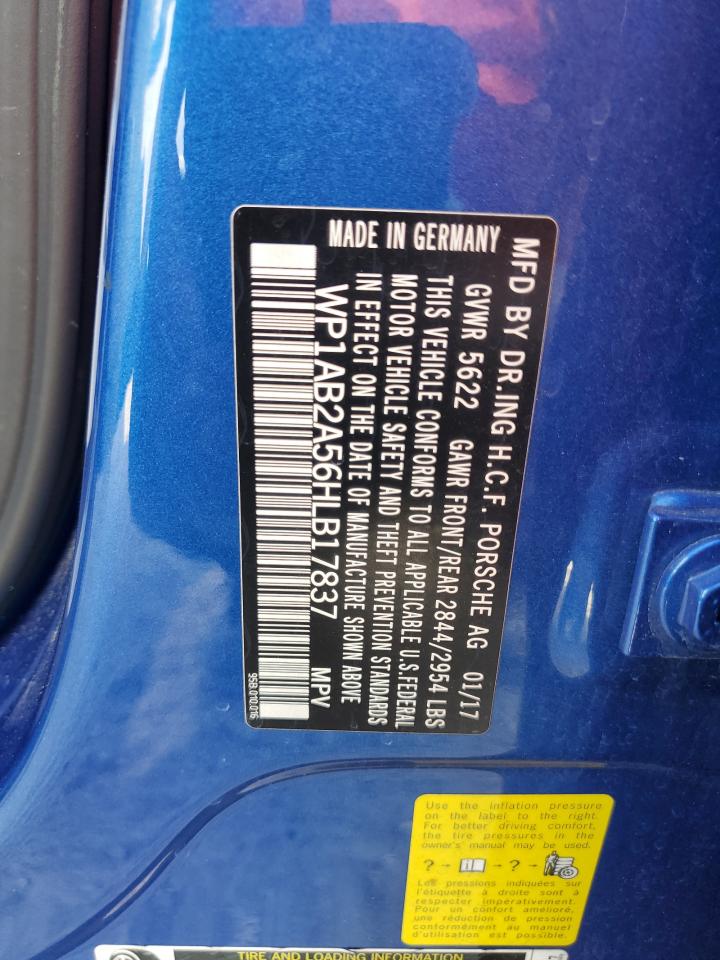 MFD BY DR.ING H.C.F. PORSCHE AG 01/17
GVWR 5622 GAWR FRONT/REAR 2844/2954 LBS
THIS VEHICLE CONFORMS TO ALL APPLICABLE U.S.FEDERAL
MOTOR VEHICLE SAFETY AND THEFT PREVENTION STANDARDS
IN EFFECT ON THE DATE OF MANUFACTURE SHOWN ABOVE
MADE IN GERMANY
WP1AB2A56HLB17837 MPV
95B.010.016
Use the inflation pressure
on the label to the right.
For better driving comfort,
the tire pressures in the
owner's manual may be used.
? - i - ? -
Les pressions indiquées sur
l'étiquette à droite sont à
respecter impérativement.
Pour un confort amélioré,
une réduction de pression
conformément au manuel
d'utilisation est possible.
TIRE AND LOADING INFORMATION